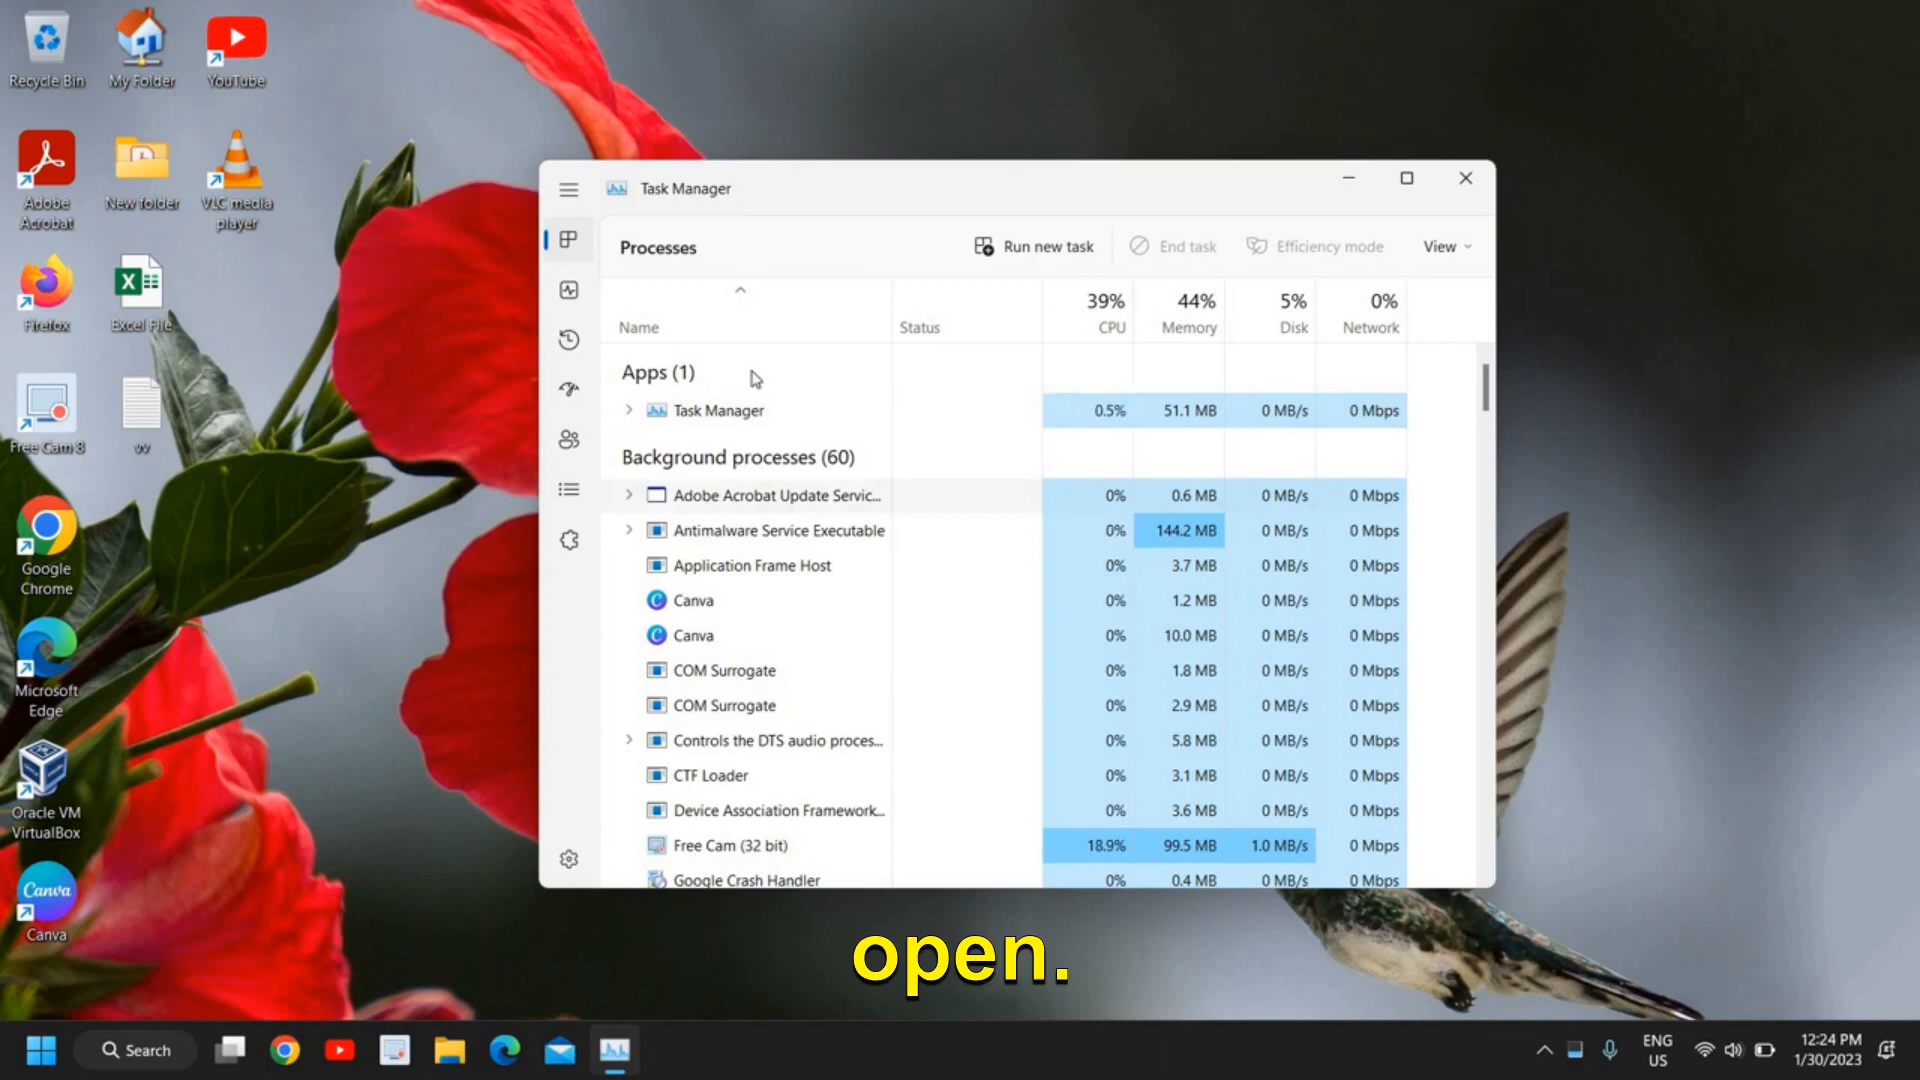 Recycle Bin
My Folder
YouTube
Adobe
Acrobat
New folder
VLC media
player
Firefox
Excel File
Free Cam 8
vv
Google
Chrome
Microsoft
Edge
Oracle VM
VirtualBox
Canva
Canva
Task Manager
Processes
Run new task
End task
Efficiency mode
View
39% 44% 5% 0%
Name Status CPU Memory Disk Network
Apps (1)
Task Manager 0.5% 51.1 MB 0 MB/s 0 Mbps
Background processes (60)
Adobe Acrobat Update Servic... 0% 0.6 MB 0 MB/s 0 Mbps
Antimalware Service Executable 0% 144.2 MB 0 MB/s 0 Mbps
Application Frame Host 0% 3.7 MB 0 MB/s 0 Mbps
Canva 0% 1.2 MB 0 MB/s 0 Mbps
Canva 0% 10.0 MB 0 MB/s 0 Mbps
COM Surrogate 0% 1.8 MB 0 MB/s 0 Mbps
COM Surrogate 0% 2.9 MB 0 MB/s 0 Mbps
Controls the DTS audio proces... 0% 5.8 MB 0 MB/s 0 Mbps
CTF Loader 0% 3.1 MB 0 MB/s 0 Mbps
Device Association Framework... 0% 3.6 MB 0 MB/s 0 Mbps
Free Cam (32 bit) 18.9% 99.5 MB 1.0 MB/s 0 Mbps
Google Crash Handler 0% 0.4 MB 0 MB/s 0 Mbps
open.
Search
ENG
US
12:24 PM
1/30/2023